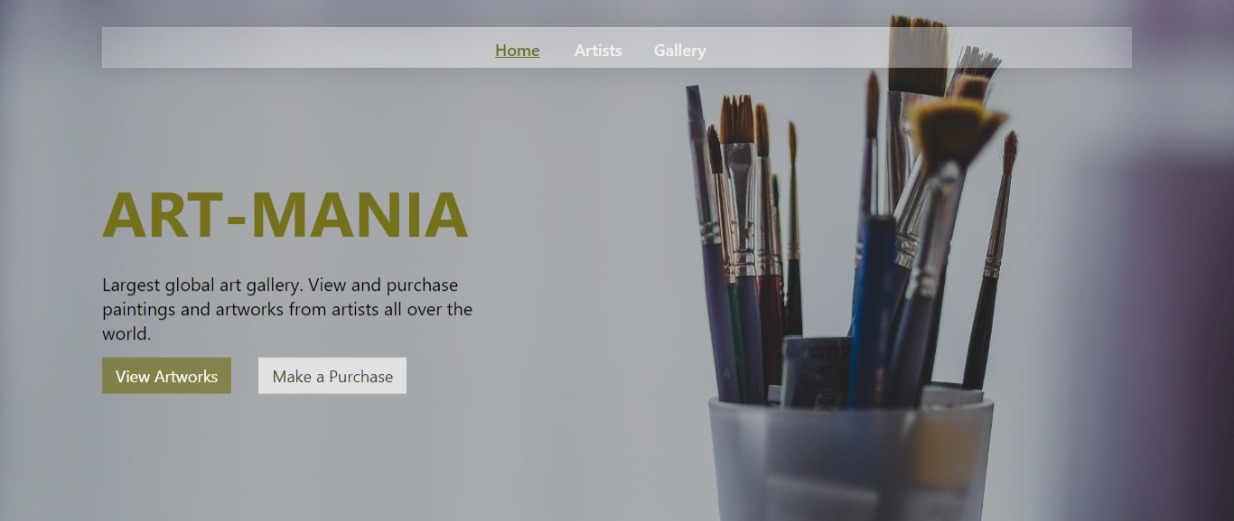 Home Artists Gallery
ART-MANIA
Largest global art gallery. View and purchase
paintings and artworks from artists all over the
world.
View Artworks Make a Purchase